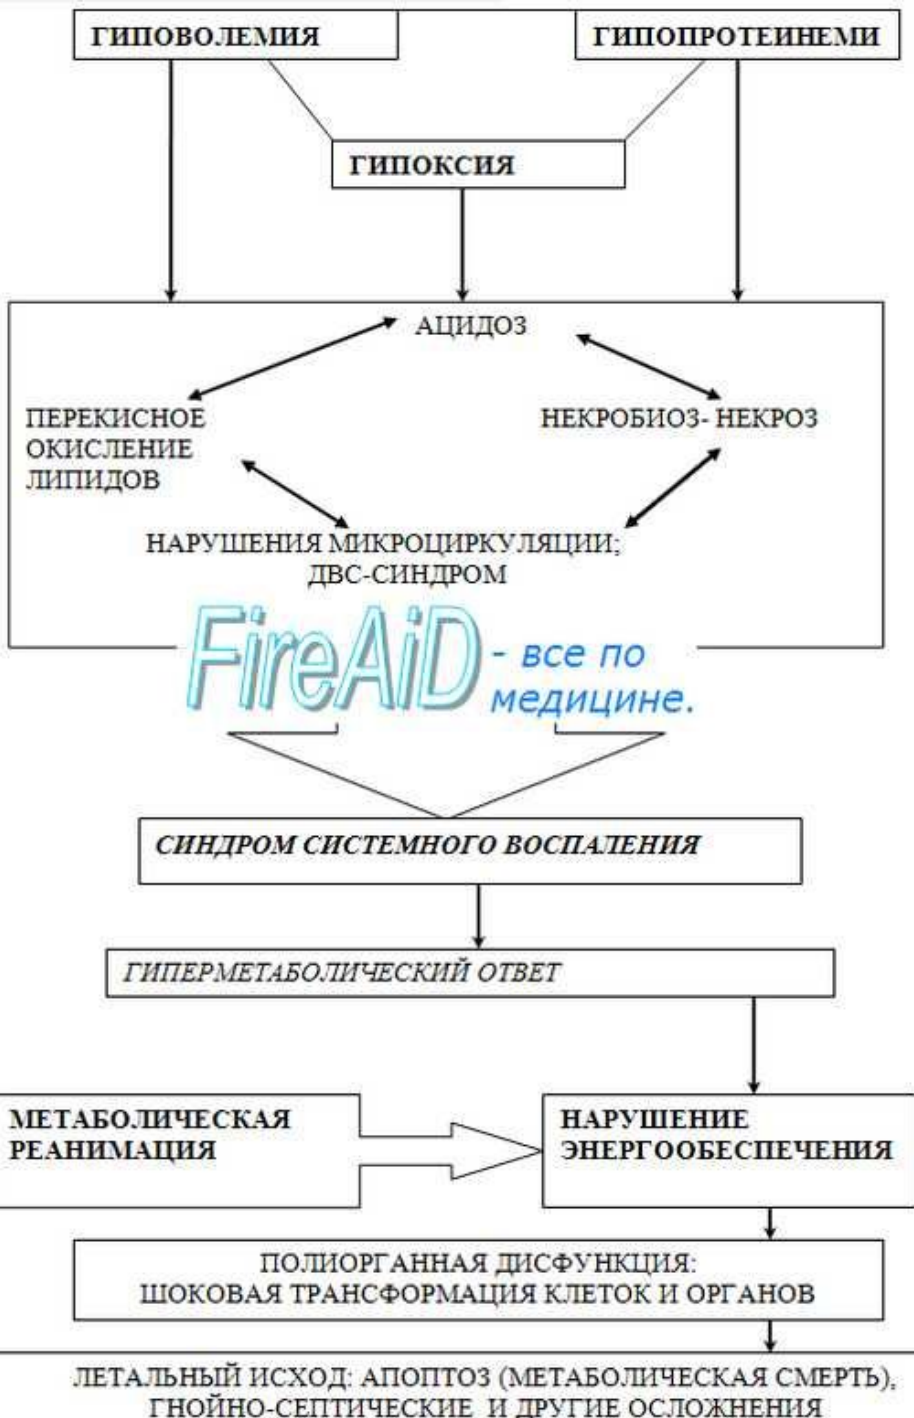 ГИПОВОЛЕМИЯ
ГИПОПРОТЕИНЕМИ
ГИПОКСИЯ
АЦИДОЗ
ПЕРЕКИСНОЕ
ОКИСЛЕНИЕ
ЛИПИДОВ
НЕКРОБИОЗ- НЕКРОЗ
НАРУШЕНИЯ МИКРОЦИРКУЛЯЦИИ;
ДВС-СИНДРОМ
FireAiD - все по
медицине.
СИНДРОМ СИСТЕМНОГО ВОСПАЛЕНИЯ
ГИПЕРМЕТАБОЛИЧЕСКИЙ ОТВЕТ
МЕТАБОЛИЧЕСКАЯ
РЕАНИМАЦИЯ
НАРУШЕНИЕ
ЭНЕРГООБЕСПЕЧЕНИЯ
ПОЛИОРГАННАЯ ДИСФУНКЦИЯ:
ШОКОВАЯ ТРАНСФОРМАЦИЯ КЛЕТОК И ОРГАНОВ
ЛЕТАЛЬНЫЙ ИСХОД: АПОПТОЗ (МЕТАБОЛИЧЕСКАЯ СМЕРТЬ),
ГНОЙНО-СЕПТИЧЕСКИЕ И ДРУГИЕ ОСЛОЖНЕНИЯ